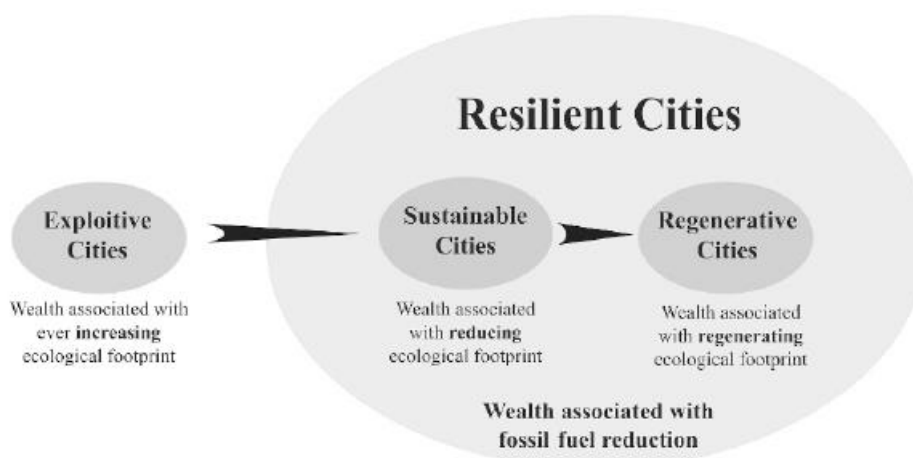 Resilient Cities
Exploitive
Cities
Sustainable
Cities
Regenerative
Cities
Wealth associated with
ever increasing
ecological footprint
Wealth associated
with reducing
ecological footprint
Wealth associated
with regenerating
ecological footprint
Wealth associated with
fossil fuel reduction